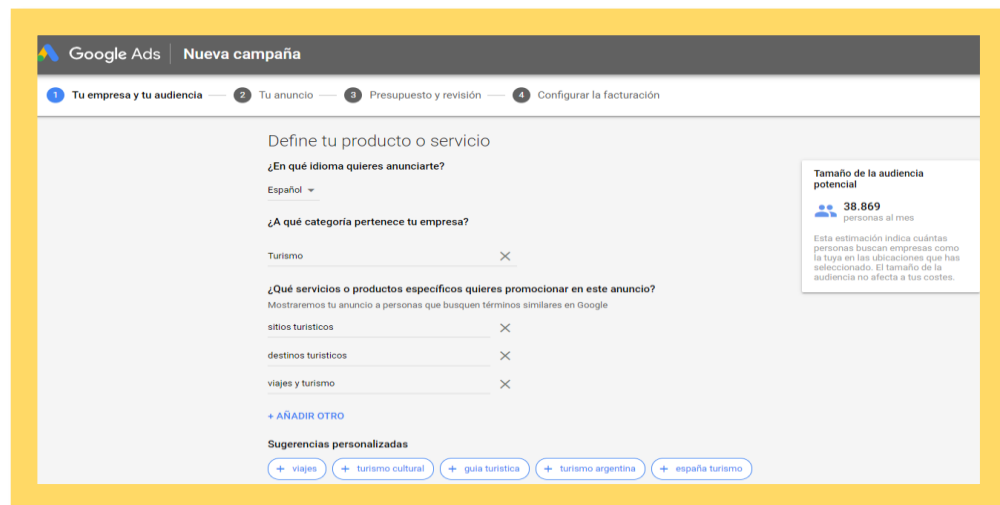 Google Ads Nueva campaña
1 Tu empresa y tu audiencia 2 Tu anuncio 3 Presupuesto y revisión 4 Configurar la facturación
Define tu producto o servicio
¿En qué idioma quieres anunciarte?
Español
¿A qué categoría pertenece tu empresa?
Turismo
¿Qué servicios o productos específicos quieres promocionar en este anuncio?
Mostraremos tu anuncio a personas que busquen términos similares en Google
sitios turisticos
destinos turisticos
viajes y turismo
+ AÑADIR OTRO
Sugerencias personalizadas
+ viajes + turismo cultural + guia turistica + turismo argentina + españa turismo
Tamaño de la audiencia
potencial
38.869
personas al mes
Esta estimación indica cuántas
personas buscan empresas como
la tuya en las ubicaciones que has
seleccionado. El tamaño de la
audiencia no afecta a tus costes.